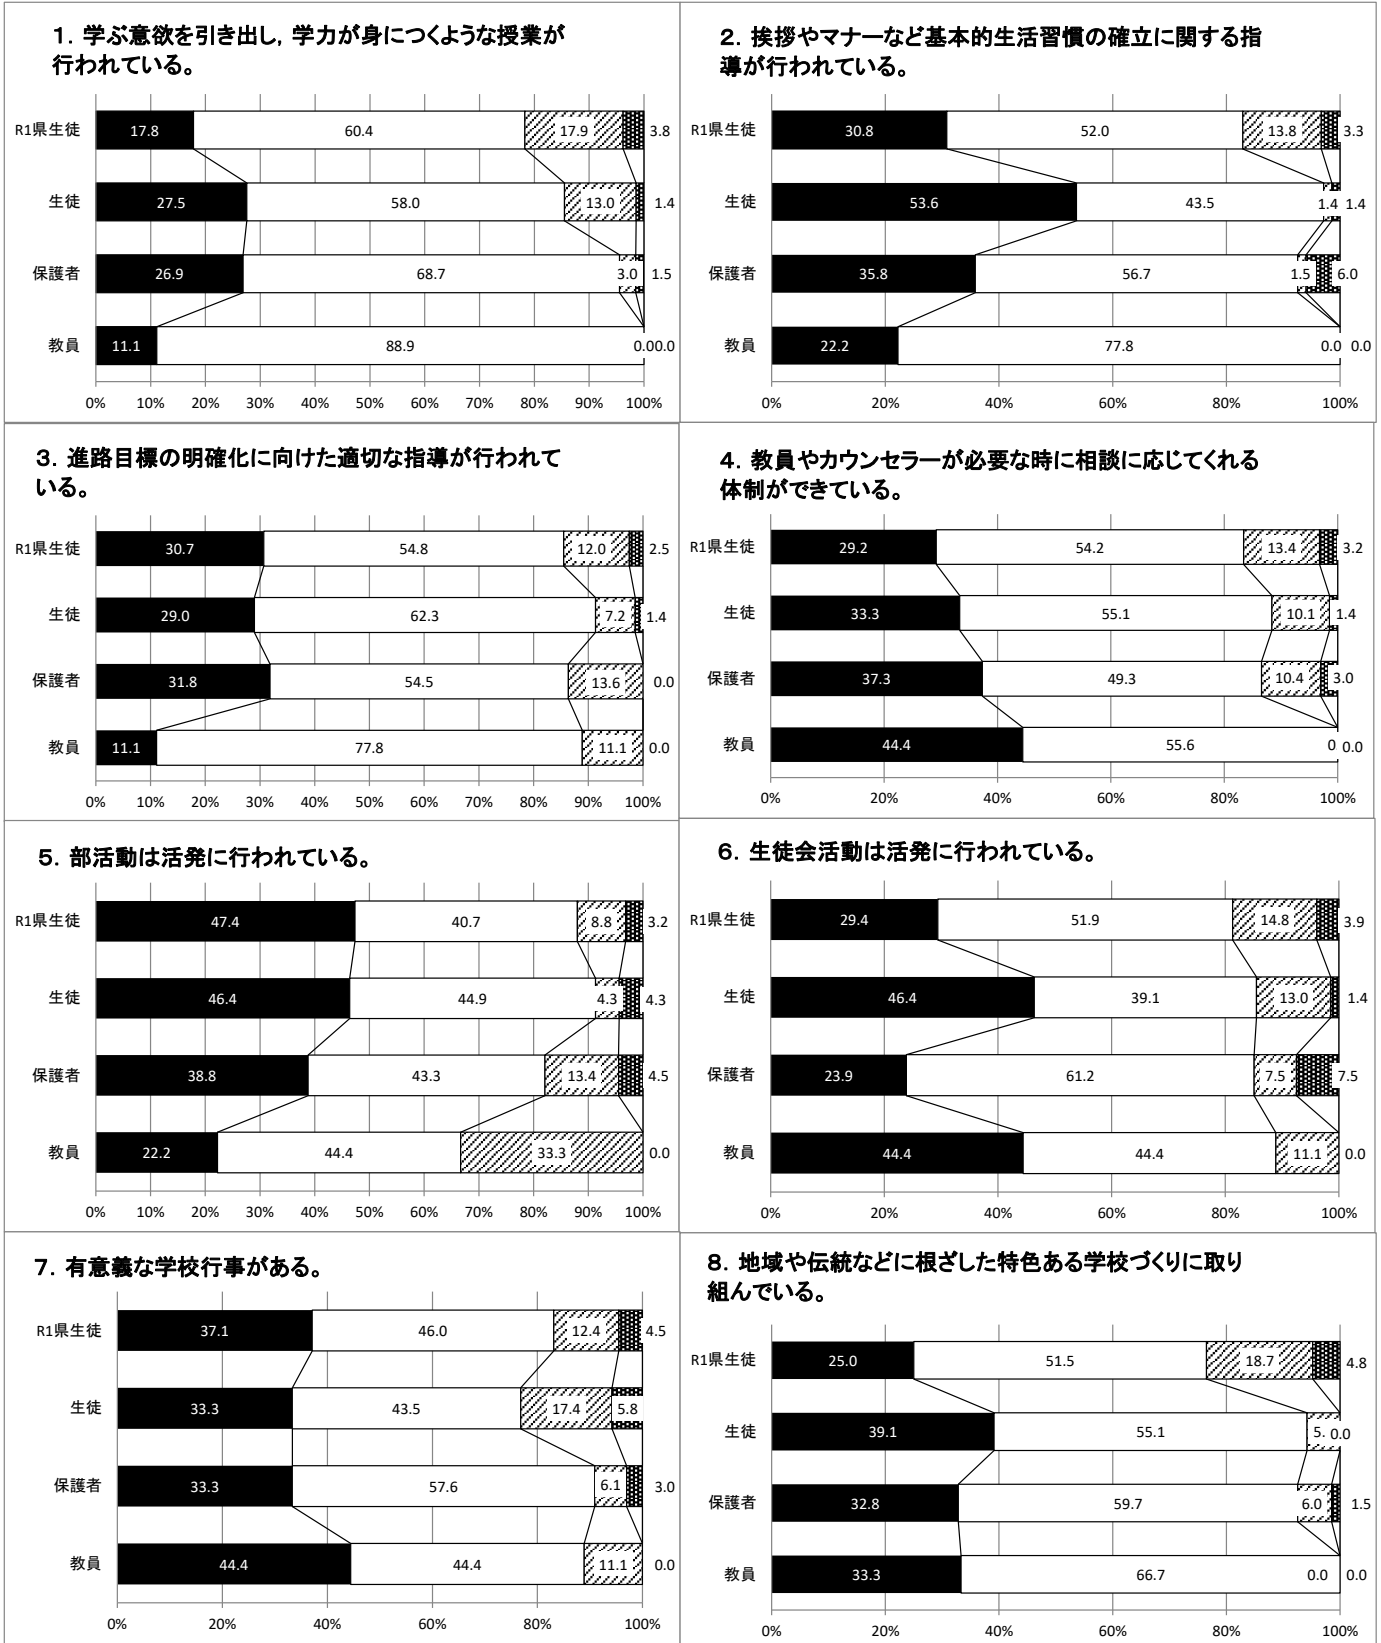 1．学ぶ意欲を引き出し，学力が身につくような授業が
行われている。
R1県生徒 17.8 60.4 17.9 3.8
生徒 27.5 58.0 13.0 1.4
保護者 26.9 68.7 3.0 1.5
教員 11.1 88.9 0.0 0.0
0% 10% 20% 30% 40% 50% 60% 70% 80% 90% 100%
2．挨拶やマナーなど基本的生活習慣の確立に関する指
導が行われている。
R1県生徒 30.8 52.0 13.8 3.3
生徒 53.6 43.5 1.4 1.4
保護者 35.8 56.7 1.5 6.0
教員 22.2 77.8 0.0 0.0
0% 20% 40% 60% 80% 100%
3．進路目標の明確化に向けた適切な指導が行われて
いる。
R1県生徒 30.7 54.8 12.0 2.5
生徒 29.0 62.3 7.2 1.4
保護者 31.8 54.5 13.6 0.0
教員 11.1 77.8 11.1 0.0
0% 10% 20% 30% 40% 50% 60% 70% 80% 90% 100%
4．教員やカウンセラーが必要な時に相談に応じてくれる
体制ができている。
R1県生徒 29.2 54.2 13.4 3.2
生徒 33.3 55.1 10.1 1.4
保護者 37.3 49.3 10.4 3.0
教員 44.4 55.6 0 0.0
0% 20% 40% 60% 80% 100%
5．部活動は活発に行われている。
R1県生徒 47.4 40.7 8.8 3.2
生徒 46.4 44.9 4.3 4.3
保護者 38.8 43.3 13.4 4.5
教員 22.2 44.4 33.3 0.0
0% 10% 20% 30% 40% 50% 60% 70% 80% 90% 100%
6．生徒会活動は活発に行われている。
R1県生徒 29.4 51.9 14.8 3.9
生徒 46.4 39.1 13.0 1.4
保護者 23.9 61.2 7.5 7.5
教員 44.4 44.4 11.1 0.0
0% 20% 40% 60% 80% 100%
7．有意義な学校行事がある。
R1県生徒 37.1 46.0 12.4 4.5
生徒 33.3 43.5 17.4 5.8
保護者 33.3 57.6 6.1 3.0
教員 44.4 44.4 11.1 0.0
0% 20% 40% 60% 80% 100%
8．地域や伝統などに根ざした特色ある学校づくりに取り
組んでいる。
R1県生徒 25.0 51.5 18.7 4.8
生徒 39.1 55.1 5. 0.0
保護者 32.8 59.7 6.0 1.5
教員 33.3 66.7 0.0 0.0
0% 20% 40% 60% 80% 100%